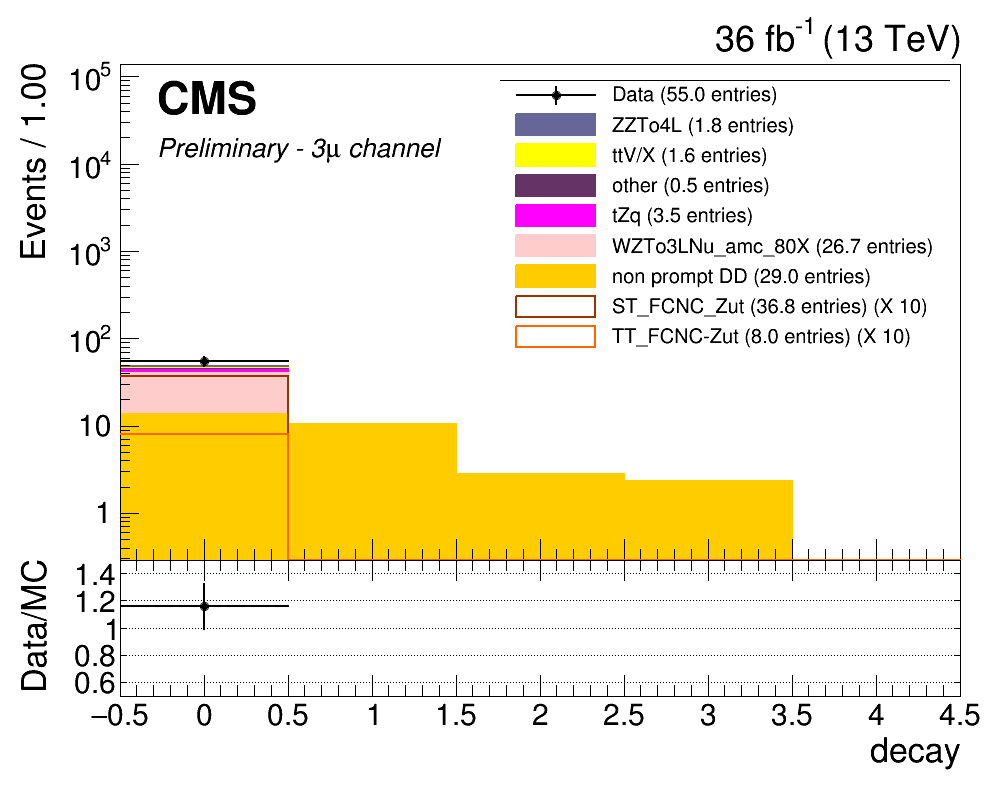 36 fb-1 (13 TeV)
CMS
Preliminary - 3μ channel
Data (55.0 entries)
ZZTo4L (1.8 entries)
ttV/X (1.6 entries)
other (0.5 entries)
tZq (3.5 entries)
WZTo3LNu_amc_80X (26.7 entries)
non prompt DD (29.0 entries)
ST_FCNC_Zut (36.8 entries) (X 10)
TT_FCNC-Zut (8.0 entries) (X 10)
Events / 1.00
10^5
10^4
10^3
10^2
10
1
Data/MC
1.4
1.2
1
0.8
0.6
−0.5 0 0.5 1 1.5 2 2.5 3 3.5 4 4.5
decay